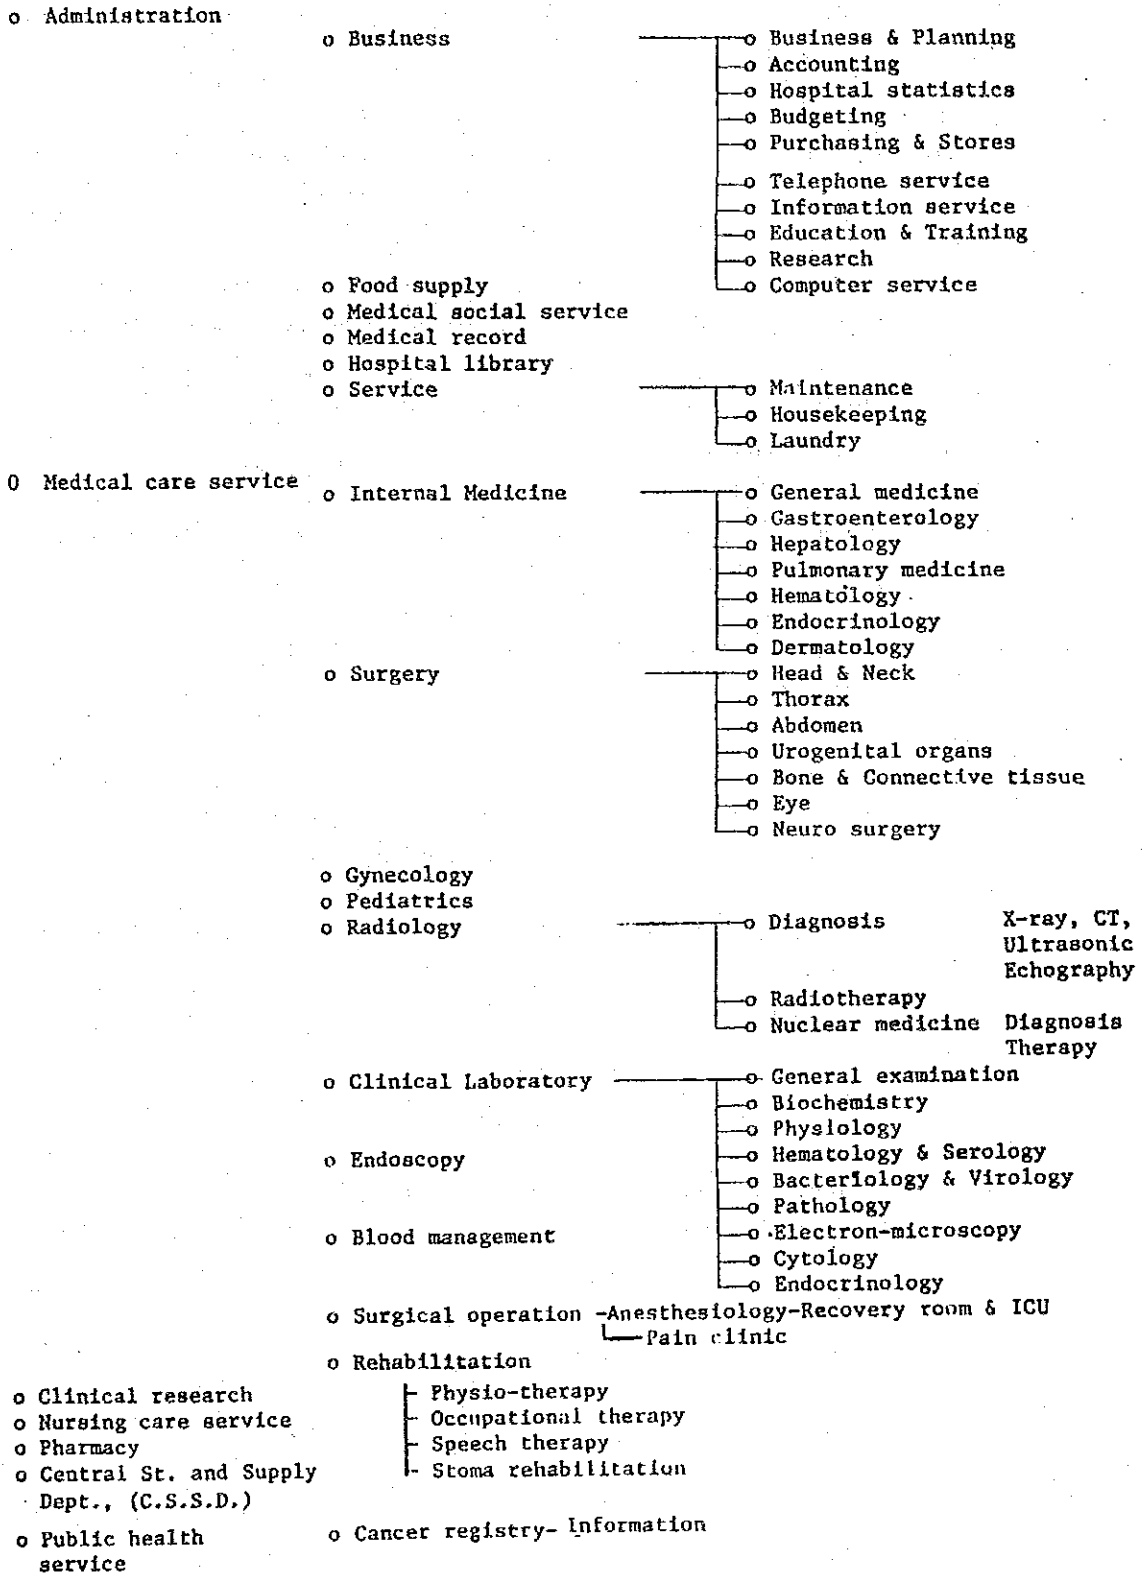 o Administration
o Business
o Business & Planning
o Accounting
o Hospital statistics
o Budgeting
o Purchasing & Stores
o Telephone service
o Information service
o Education & Training
o Research
o Computer service
o Food supply
o Medical social service
o Medical record
o Hospital library
o Service
o Maintenance
o Housekeeping
o Laundry
O Medical care service
o Internal Medicine
o General medicine
o Gastroenterology
o Hepatology
o Pulmonary medicine
o Hematology
o Endocrinology
o Dermatology
o Surgery
o Head & Neck
o Thorax
o Abdomen
o Urogenital organs
o Bone & Connective tissue
o Eye
o Neuro surgery
o Gynecology
o Pediatrics
o Radiology
o Diagnosis X-ray, CT,
Ultrasonic
Echography
o Radiotherapy
o Nuclear medicine Diagnosis
Therapy
o Clinical Laboratory
o General examination
o Biochemistry
o Physiology
o Hematology & Serology
o Bacteriology & Virology
o Pathology
o Electron-microscopy
o Cytology
o Endocrinology
o Endoscopy
o Blood management
o Surgical operation -Anesthesiology-Recovery room & ICU
Pain clinic
o Rehabilitation
- Physio-therapy
- Occupational therapy
- Speech therapy
- Stoma rehabilitation
o Cancer registry- Information
o Clinical research
o Nursing care service
o Pharmacy
o Central St. and Supply
Dept., (C.S.S.D.)
o Public health
service